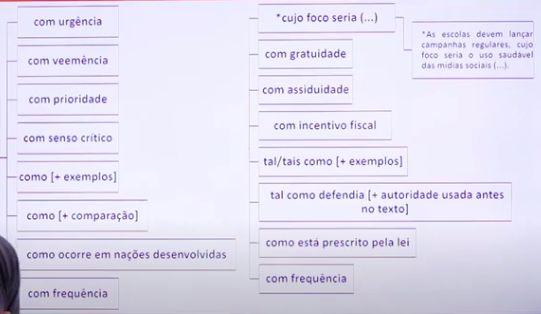 com urgência
com veemência
com prioridade
com senso crítico
como [+ exemplos]
como [+ comparação]
como ocorre em nações desenvolvidas
com frequência
*cujo foco seria (...)
com gratuidade
com assiduidade
com incentivo fiscal
tal/tais como [+ exemplos]
tal como defendia [+ autoridade usada antes
no texto]
como está prescrito pela lei
com frequência
*As escolas devem lançar
campanhas regulares, cujo
foco seria o uso saudável
das mídias sociais (...).